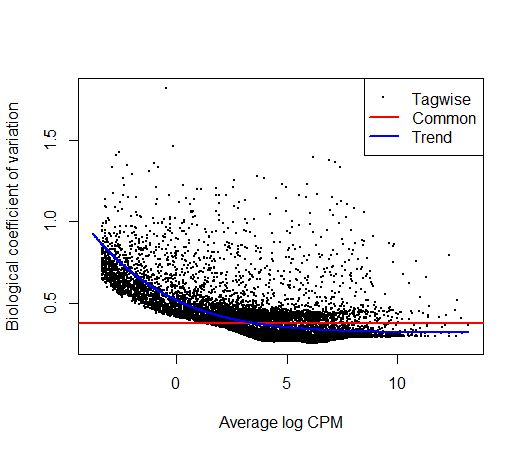 Tagwise
Common
Trend
Biological coefficient of variation
1.5
1.0
0.5
0
5
10
Average log CPM